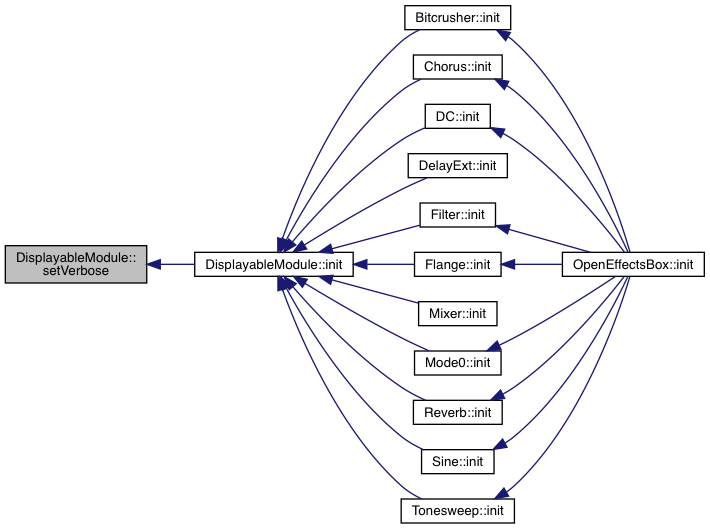 Bitcrusher::init
Chorus::init
DC::init
DelayExt::init
Filter::init
DisplayableModule::
setVerbose
DisplayableModule::init
Flange::init
OpenEffectsBox::init
Mixer::init
Mode0::init
Reverb::init
Sine::init
Tonesweep::init